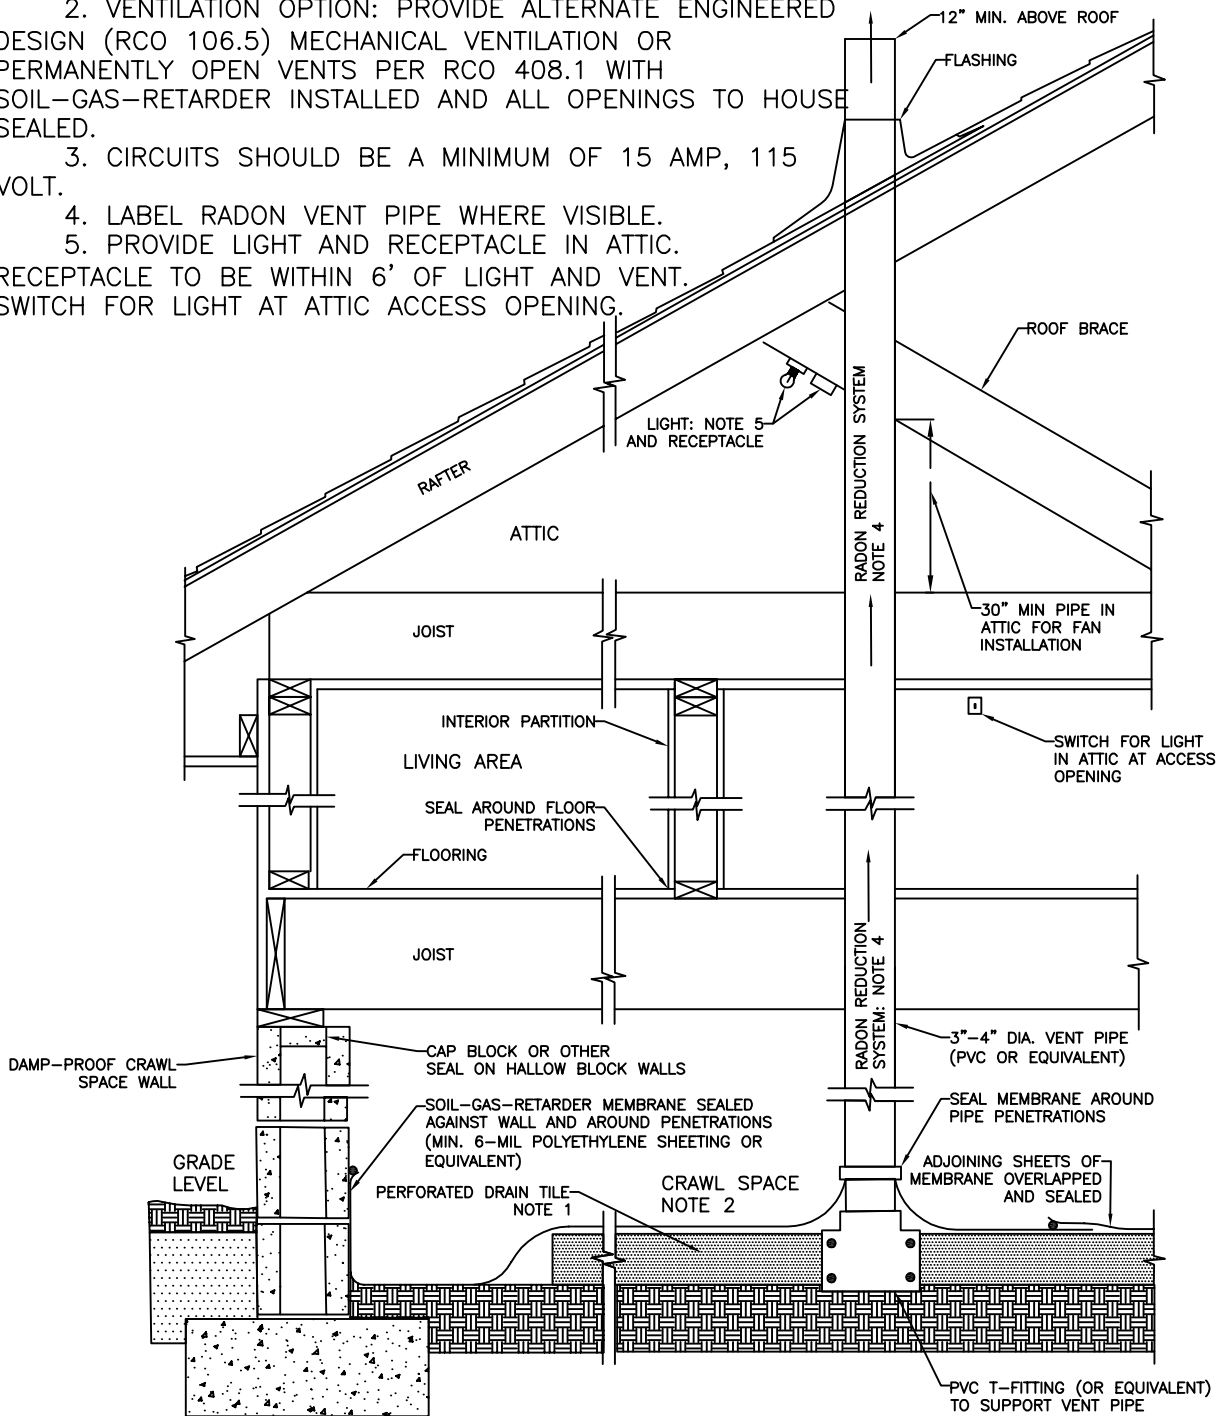 2. VENTILATION OPTION: PROVIDE ALTERNATE ENGINEERED
DESIGN (RCO 106.5) MECHANICAL VENTILATION OR
PERMANENTLY OPEN VENTS PER RCO 408.1 WITH
SOIL-GAS-RETARDER INSTALLED AND ALL OPENINGS TO HOUSE
SEALED.
3. CIRCUITS SHOULD BE A MINIMUM OF 15 AMP, 115
VOLT.
4. LABEL RADON VENT PIPE WHERE VISIBLE.
5. PROVIDE LIGHT AND RECEPTACLE IN ATTIC.
RECEPTACLE TO BE WITHIN 6' OF LIGHT AND VENT.
SWITCH FOR LIGHT AT ATTIC ACCESS OPENING.
12" MIN. ABOVE ROOF
FLASHING
ROOF BRACE
LIGHT: NOTE 5
AND RECEPTACLE
RADON REDUCTION SYSTEM
NOTE 4
RAFTER
ATTIC
30" MIN PIPE IN
ATTIC FOR FAN
INSTALLATION
JOIST
INTERIOR PARTITION
LIVING AREA
SWITCH FOR LIGHT
IN ATTIC AT ACCESS
OPENING
SEAL AROUND FLOOR
PENETRATIONS
FLOORING
JOIST
RADON REDUCTION
SYSTEM: NOTE 4
3"-4" DIA. VENT PIPE
(PVC OR EQUIVALENT)
DAMP-PROOF CRAWL
SPACE WALL
CAP BLOCK OR OTHER
SEAL ON HALLOW BLOCK WALLS
SOIL-GAS-RETARDER MEMBRANE SEALED
AGAINST WALL AND AROUND PENETRATIONS
(MIN. 6-MIL POLYETHYLENE SHEETING OR
EQUIVALENT)
SEAL MEMBRANE AROUND
PIPE PENETRATIONS
GRADE
LEVEL
PERFORATED DRAIN TILE
NOTE 1
CRAWL SPACE
NOTE 2
ADJOINING SHEETS OF
MEMBRANE OVERLAPPED
AND SEALED
PVC T-FITTING (OR EQUIVALENT)
TO SUPPORT VENT PIPE